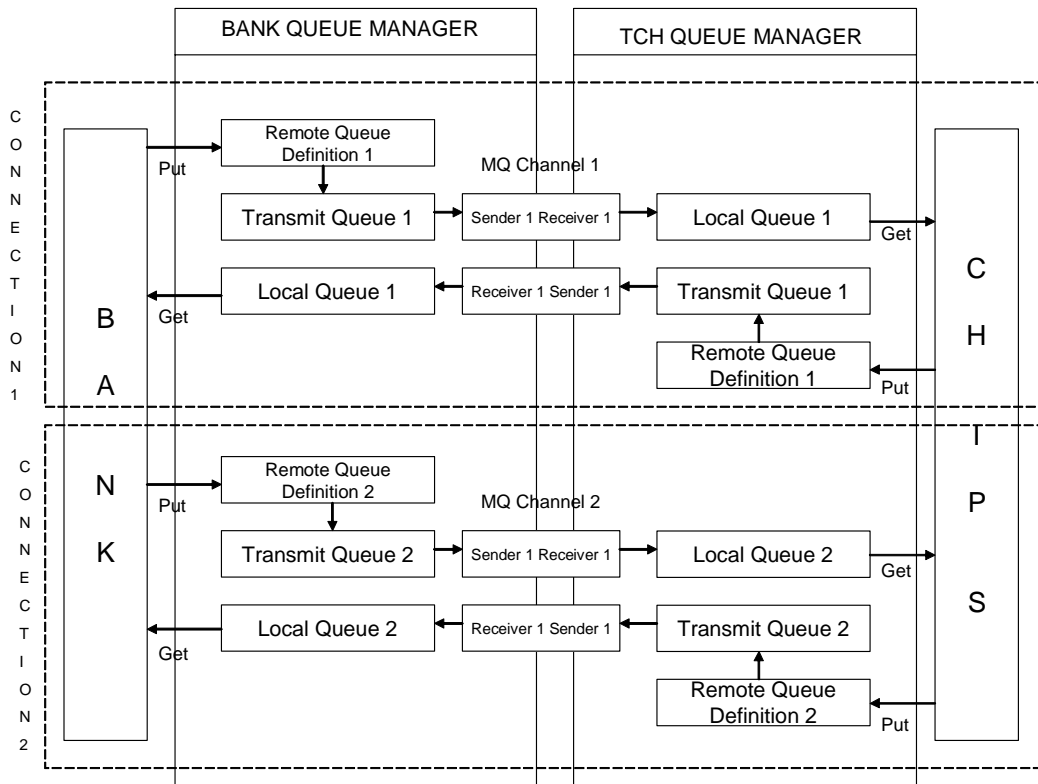 BANK QUEUE MANAGER
TCH QUEUE MANAGER
CONNECTION1
BANK
Put
Remote Queue
Definition 1
MQ Channel 1
Transmit Queue 1
Sender 1 Receiver 1
Local Queue 1
Get
CHIPS
Get
Local Queue 1
Receiver 1 Sender 1
Transmit Queue 1
Remote Queue
Definition 1
Put
CONNECTION2
Put
Remote Queue
Definition 2
MQ Channel 2
Transmit Queue 2
Sender 1 Receiver 1
Local Queue 2
Get
Get
Local Queue 2
Receiver 1 Sender 1
Transmit Queue 2
Remote Queue
Definition 2
Put